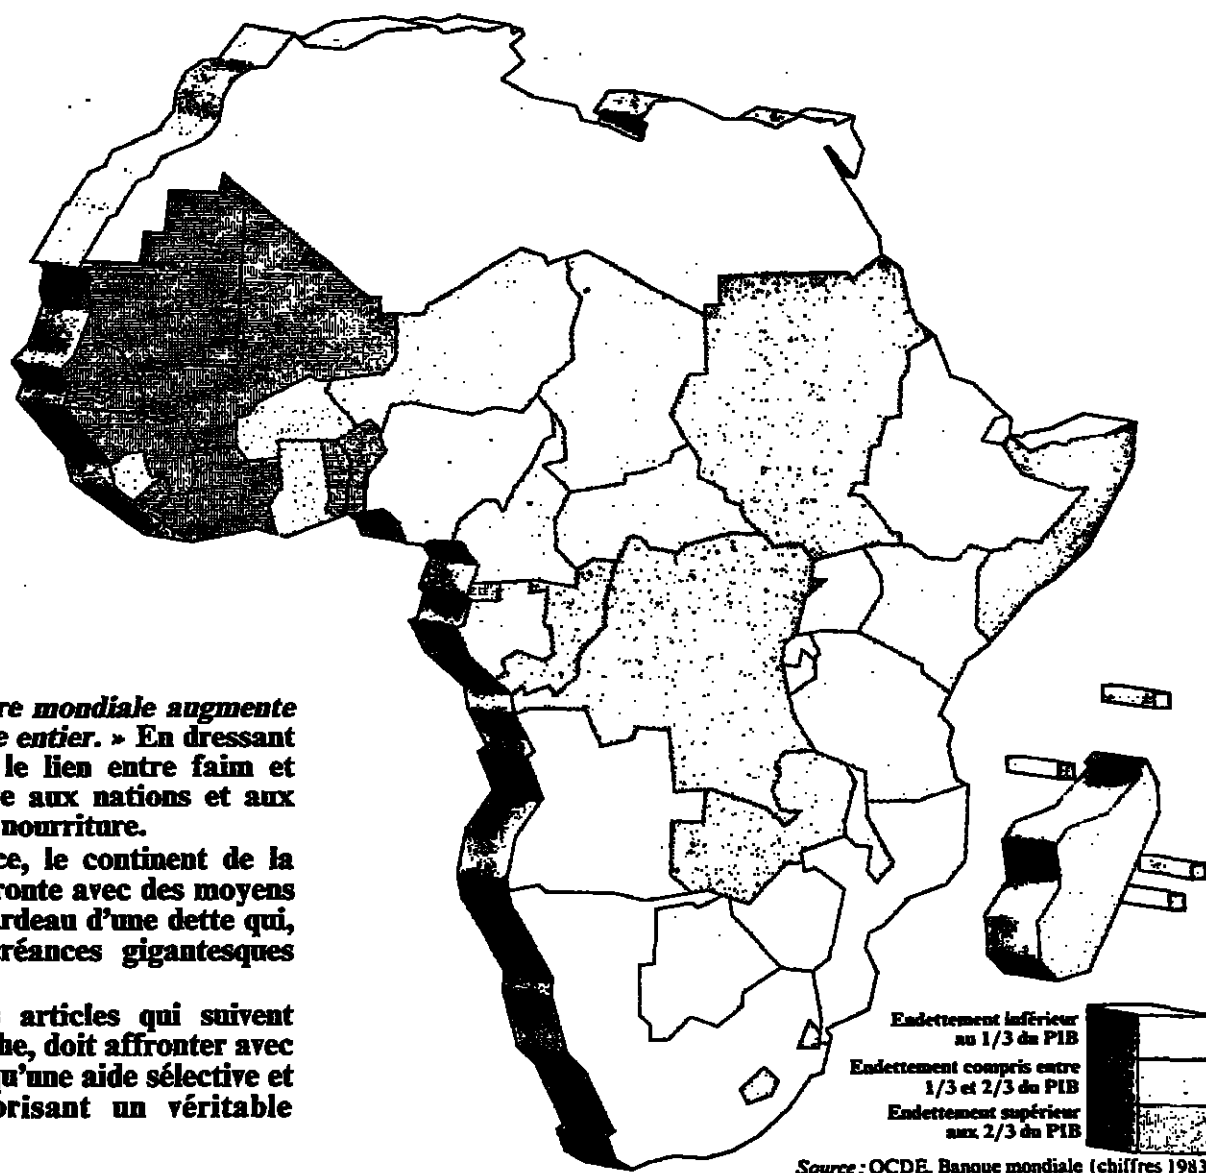 re mondiale augmente
e entier. » En dressant
le lien entre faim et
e aux nations et aux
nourriture.
ce, le continent de la
ronte avec des moyens
rdeau d'une dette qui,
réances gigantesques
s articles qui suivent
he, doit affronter avec
qu'une aide sélective et
orisant un véritable
Endettement inférieur
au 1/3 du PIB
Endettement compris entre
1/3 et 2/3 du PIB
Endettement supérieur
aux 2/3 du PIB
Source : OCDE, Banque mondiale (chiffres 1983